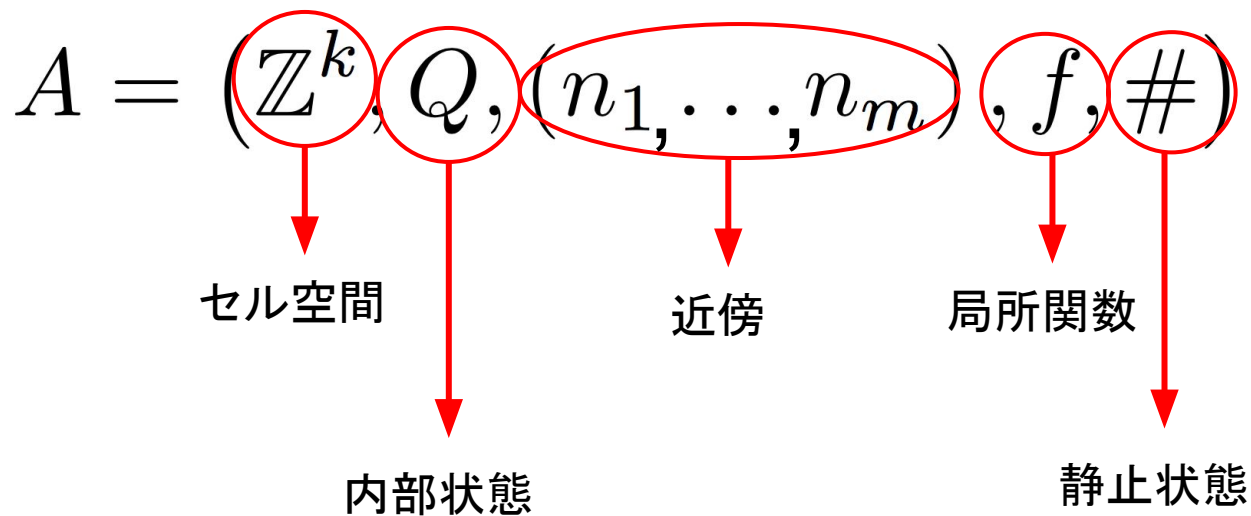 A = (ℤ^k, Q, (n_1, . . ., n_m), f, #)
セル空間
近傍
局所関数
内部状態
静止状態